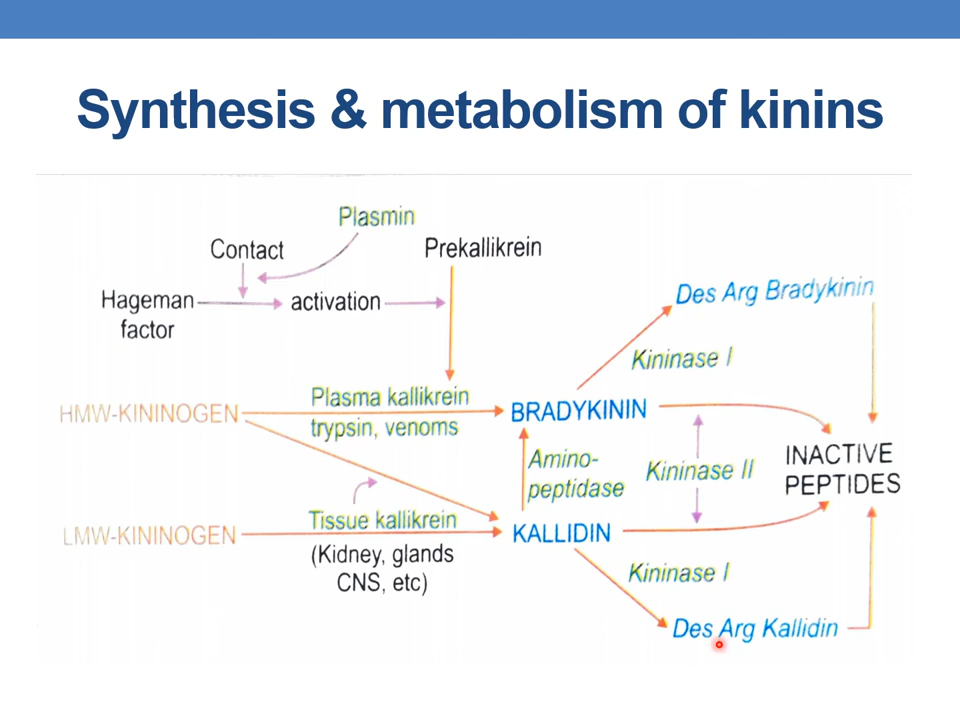 Synthesis & metabolism of kinins
Plasmin
Contact
Prekallikrein
Hageman
factor
activation
Des Arg Bradykinin
Kininase I
HMW-KININOGEN
Plasma kallikrein
trypsin, venoms
BRADYKININ
Amino-
peptidase
Kininase II
INACTIVE
PEPTIDES
LMW-KININOGEN
Tissue kallikrein
(Kidney, glands
CNS, etc)
KALLIDIN
Kininase I
Des Arg Kallidin